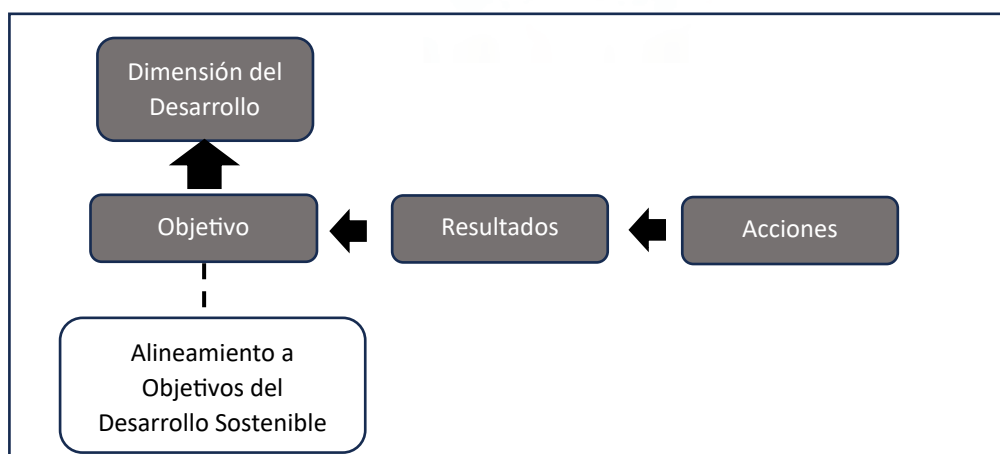 Dimensión del
Desarrollo
Objetivo
Resultados
Acciones
Alineamiento a
Objetivos del
Desarrollo Sostenible